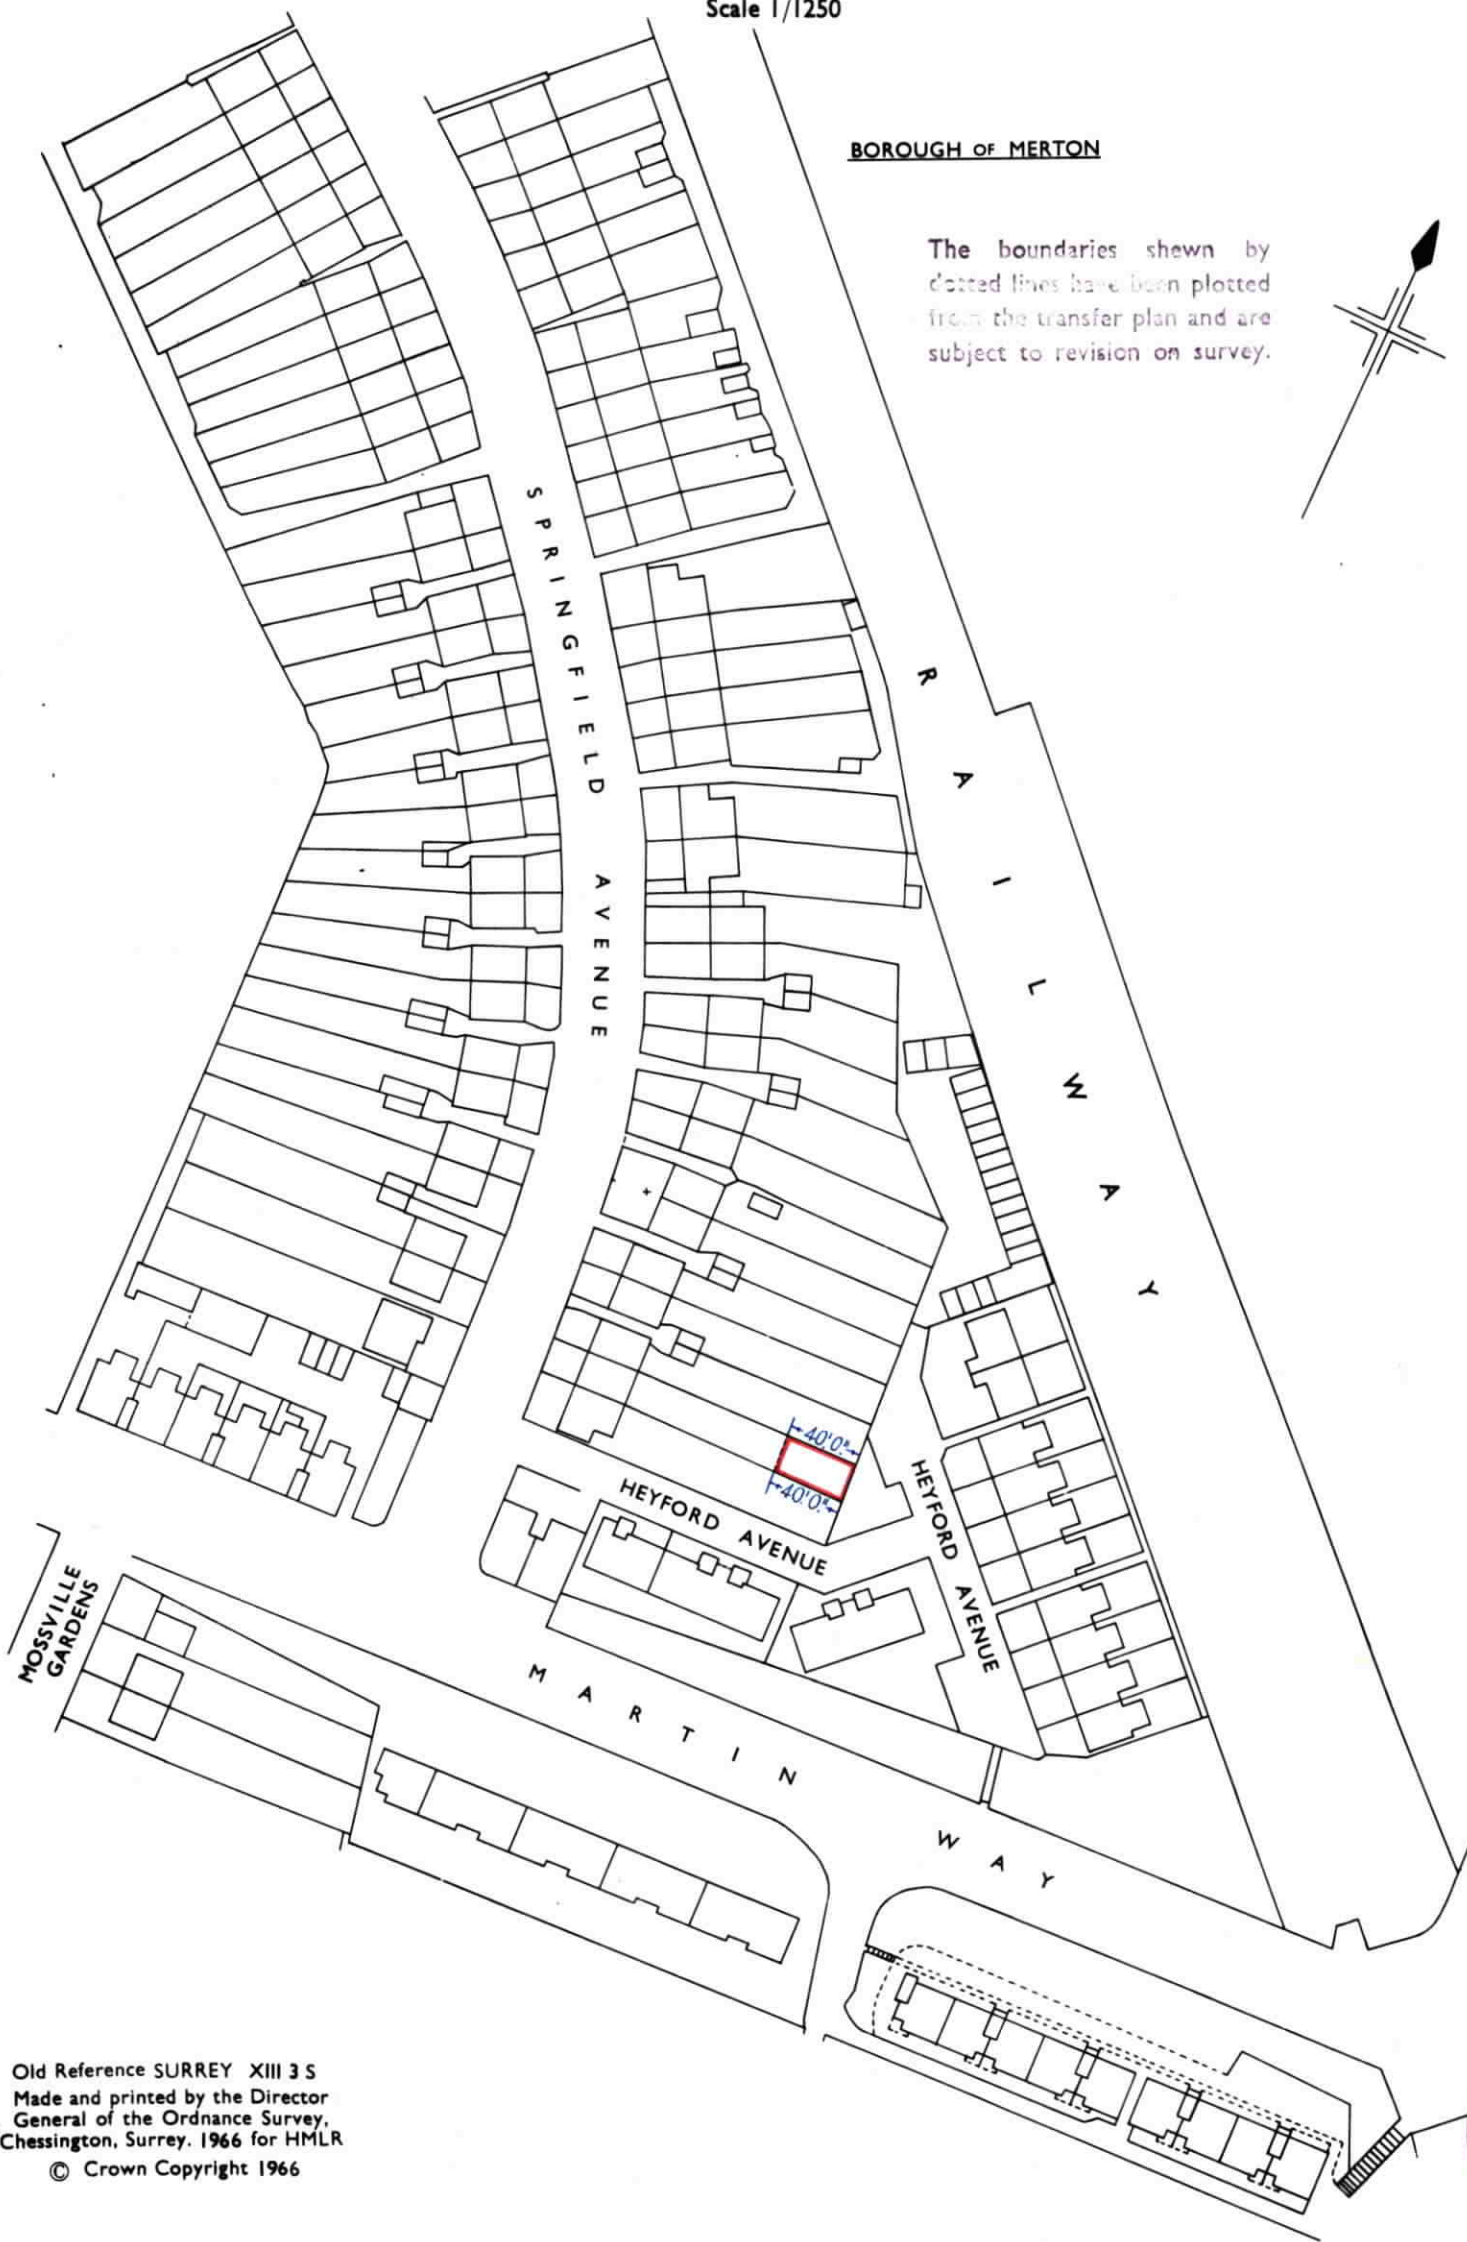 Scale 1/1250
BOROUGH OF MERTON
The boundaries shewn by
dotted lines have been plotted
from the transfer plan and are
subject to revision on survey.
SPRINGFIELD AVENUE
RAILWAY
40'.0"
40'.0"
HEYFORD AVENUE
HEYFORD AVENUE
MOSSVILLE
GARDENS
MARTIN WAY
Old Reference SURREY XIII 3 S
Made and printed by the Director
General of the Ordnance Survey,
Chessington, Surrey. 1966 for HMLR
© Crown Copyright 1966